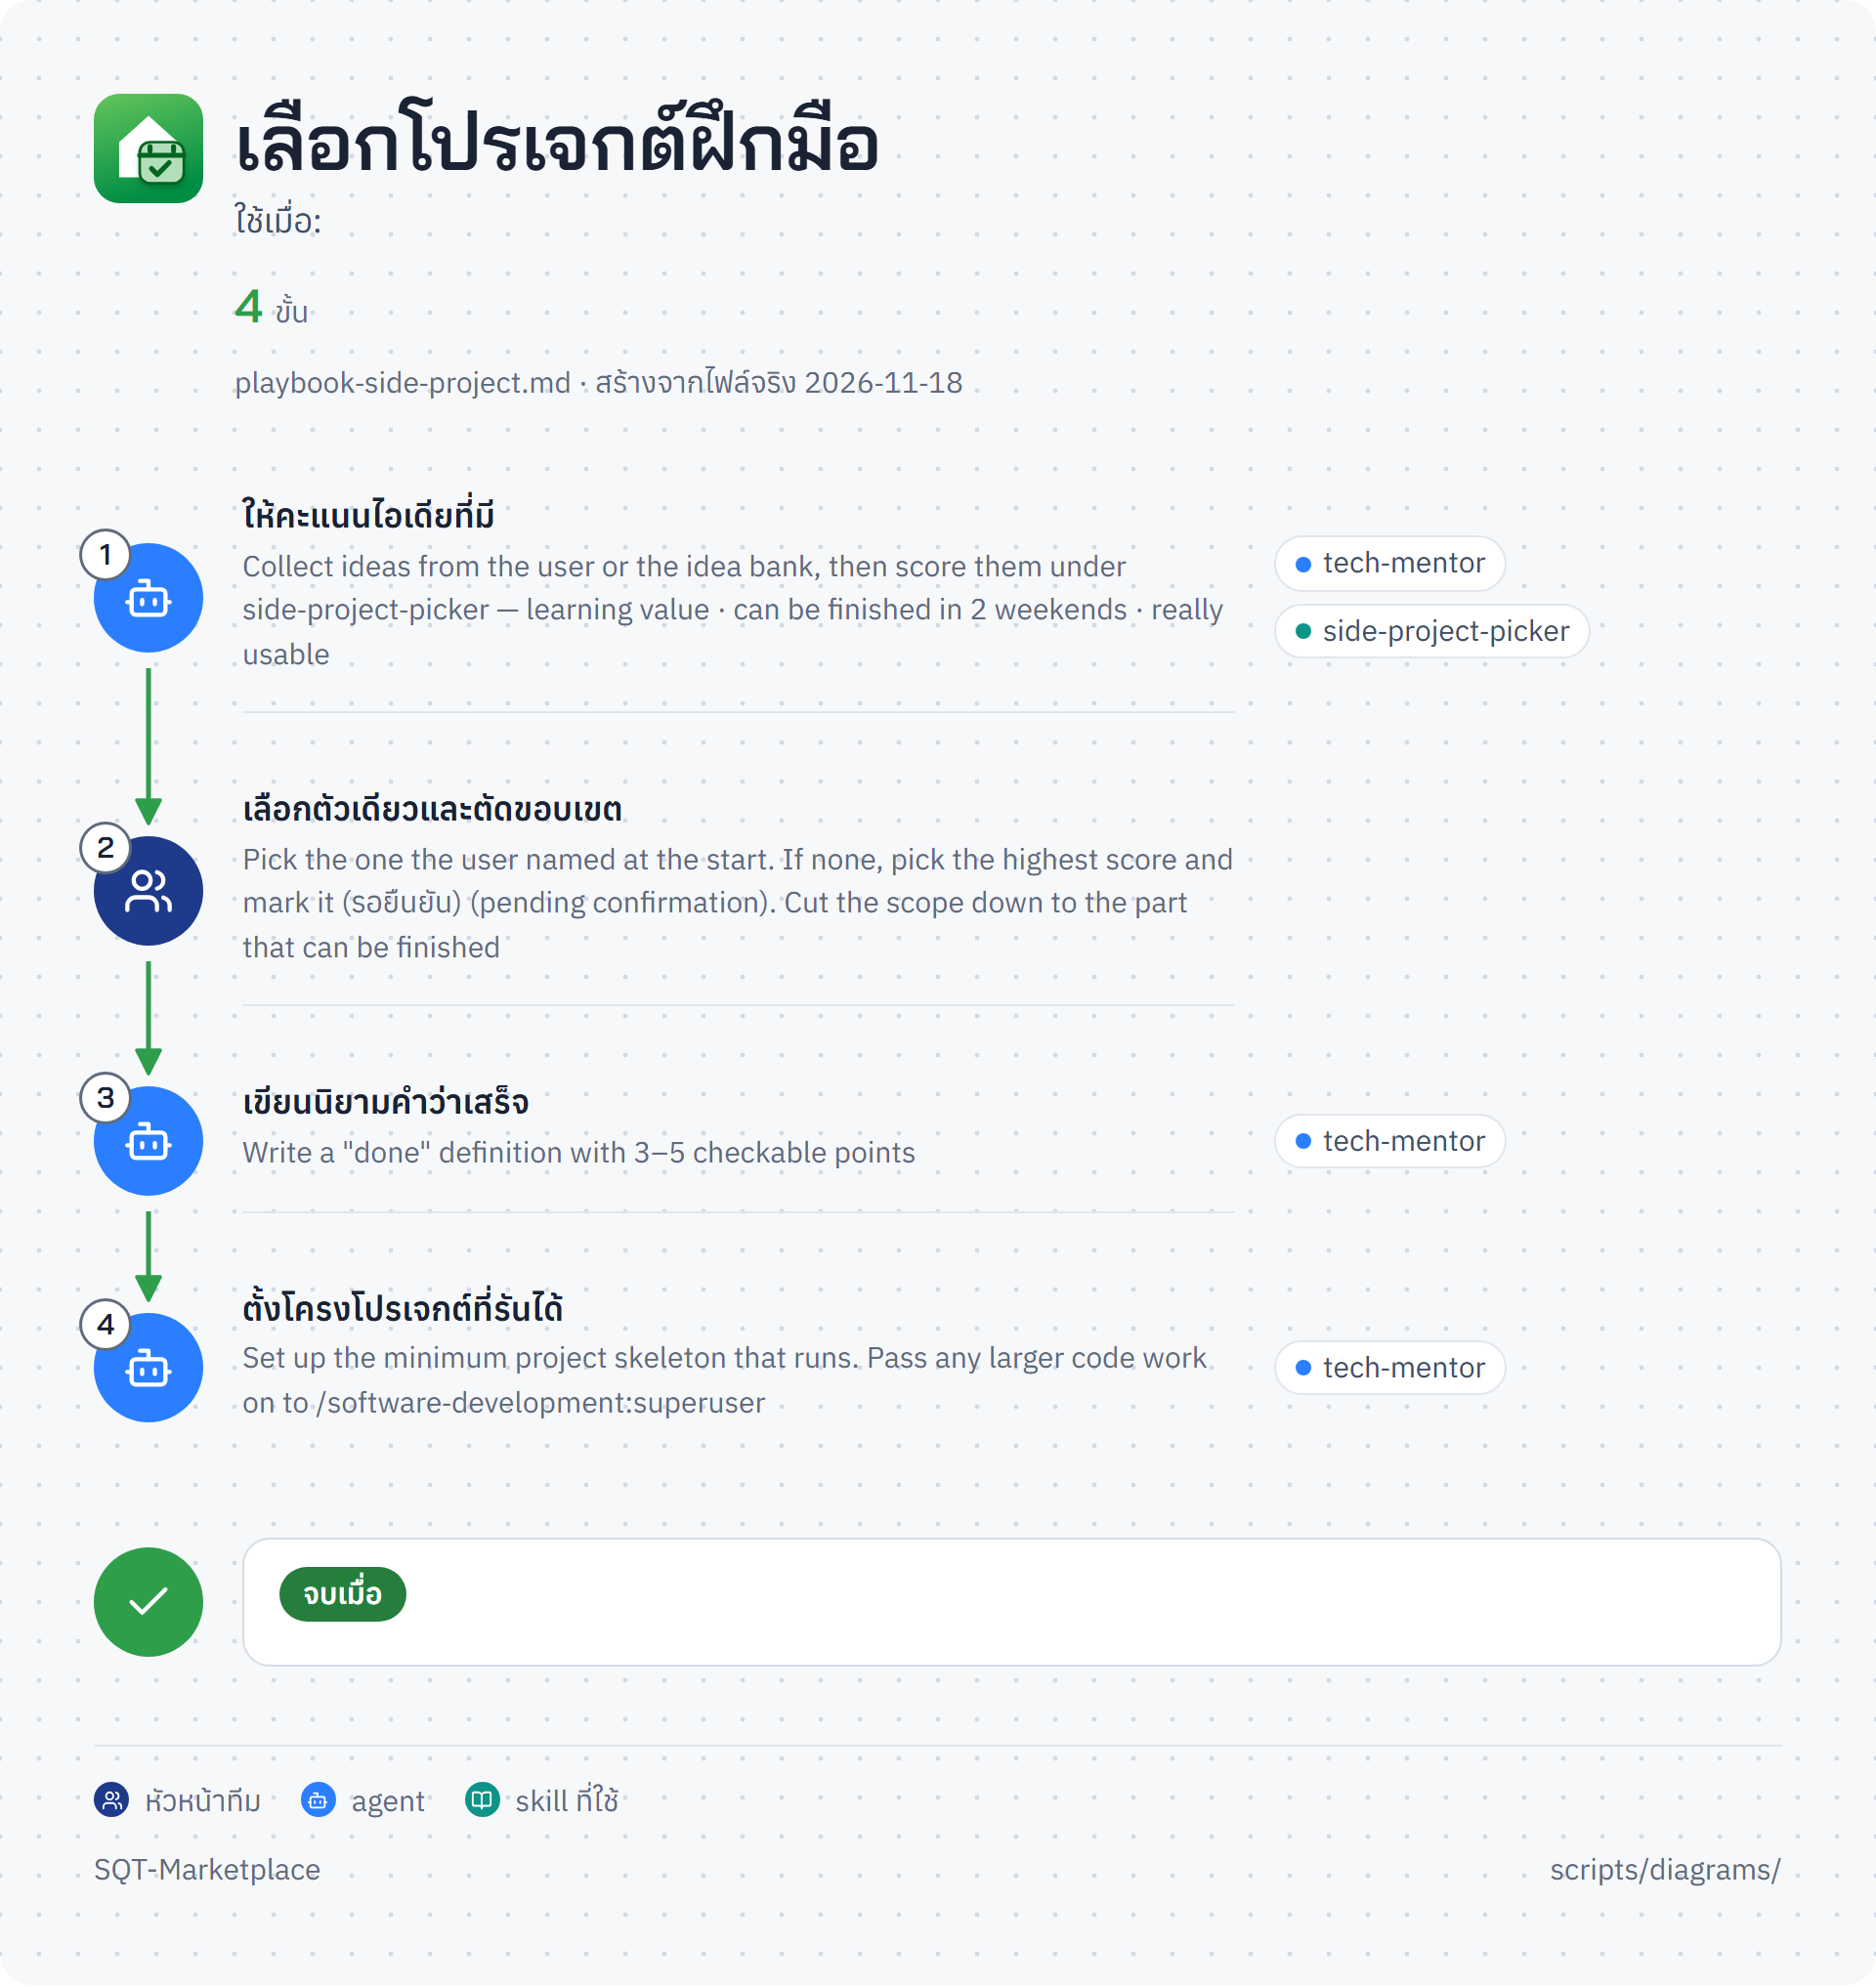 เลือกโปรเจกต์ฝึกมือ
ใช้เมื่อ:
4 ขั้น
playbook-side-project.md · สร้างจากไฟล์จริง 2026-11-18
1
ให้คะแนนไอเดียที่มี
Collect ideas from the user or the idea bank, then score them under
side-project-picker — learning value · can be finished in 2 weekends · really
usable
tech-mentor
side-project-picker
2
เลือกตัวเดียวและตัดขอบเขต
Pick the one the user named at the start. If none, pick the highest score and
mark it (รอยืนยัน) (pending confirmation). Cut the scope down to the part
that can be finished
3
เขียนนิยามคำว่าเสร็จ
Write a "done" definition with 3–5 checkable points
tech-mentor
4
ตั้งโครงโปรเจกต์ที่รันได้
Set up the minimum project skeleton that runs. Pass any larger code work
on to /software-development:superuser
tech-mentor
จบเมื่อ
หัวหน้าทีม agent skill ที่ใช้
SQT-Marketplace scripts/diagrams/